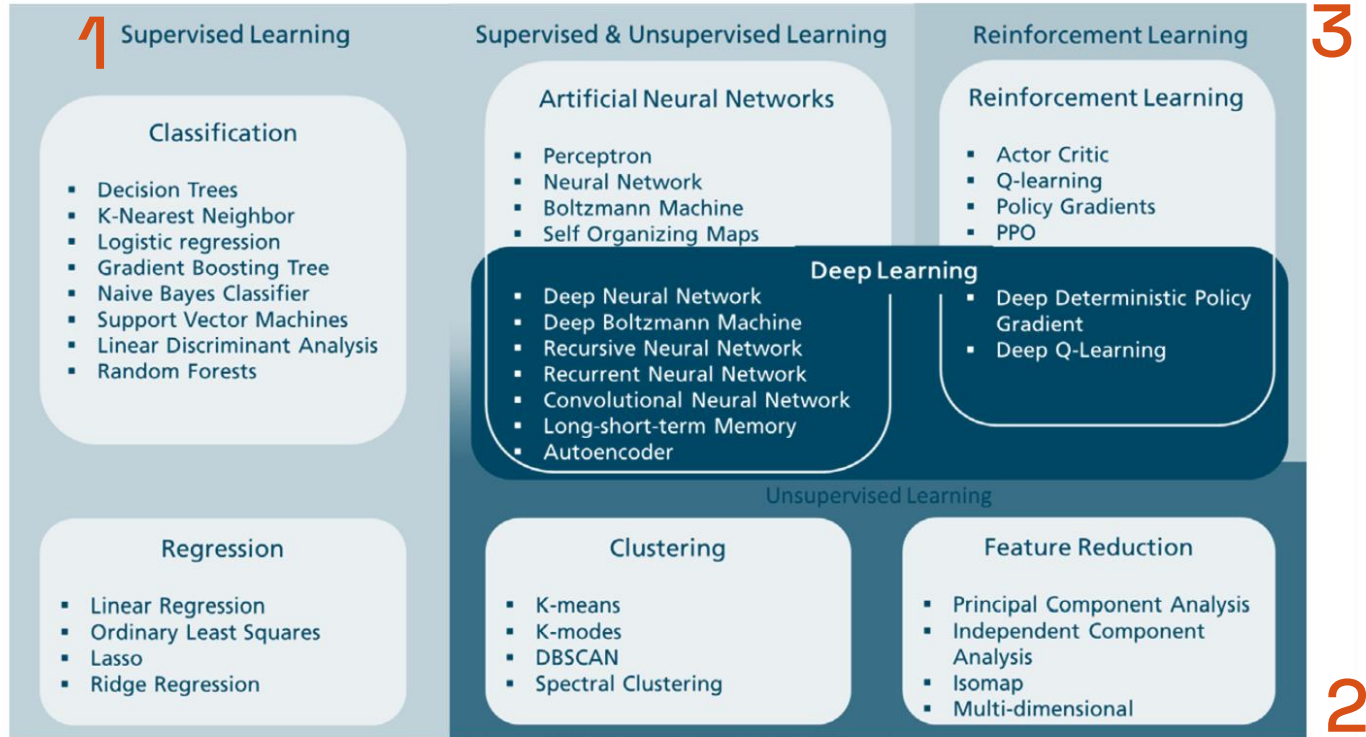 1 Supervised Learning
Supervised & Unsupervised Learning
Reinforcement Learning
3
Classification
▪ Decision Trees
▪ K-Nearest Neighbor
▪ Logistic regression
▪ Gradient Boosting Tree
▪ Naive Bayes Classifier
▪ Support Vector Machines
▪ Linear Discriminant Analysis
▪ Random Forests
Artificial Neural Networks
▪ Perceptron
▪ Neural Network
▪ Boltzmann Machine
▪ Self Organizing Maps
Reinforcement Learning
▪ Actor Critic
▪ Q-learning
▪ Policy Gradients
▪ PPO
Deep Learning
▪ Deep Neural Network
▪ Deep Boltzmann Machine
▪ Recursive Neural Network
▪ Recurrent Neural Network
▪ Convolutional Neural Network
▪ Long-short-term Memory
▪ Autoencoder
▪ Deep Deterministic Policy
Gradient
▪ Deep Q-Learning
Unsupervised Learning
Regression
▪ Linear Regression
▪ Ordinary Least Squares
▪ Lasso
▪ Ridge Regression
Clustering
▪ K-means
▪ K-modes
▪ DBSCAN
▪ Spectral Clustering
Feature Reduction
▪ Principal Component Analysis
▪ Independent Component
Analysis
▪ Isomap
▪ Multi-dimensional
2